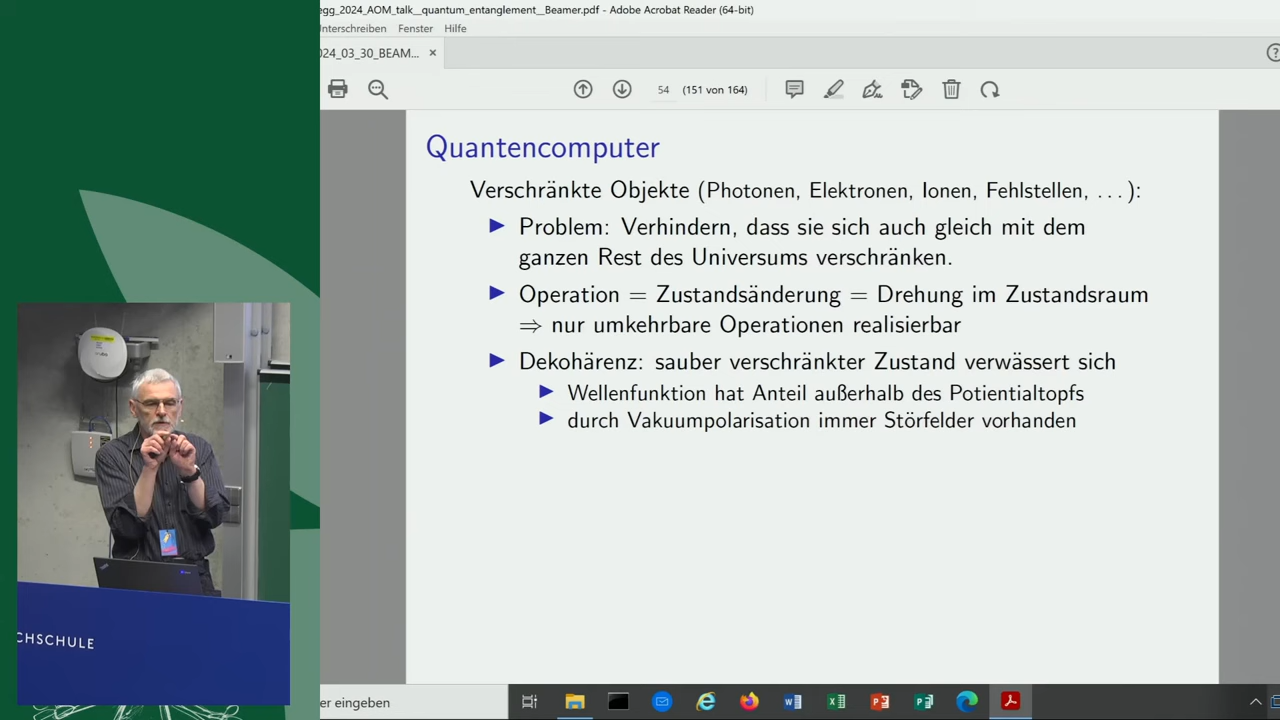 egg_2024_AOM_talk__quantum_entanglement__Beamer.pdf - Adobe Acrobat Reader (64-bit)
Unterschreiben Fenster Hilfe
024_03_30_BEAM... ×
54 (151 von 164)
Quantencomputer
Verschränkte Objekte (Photonen, Elektronen, Ionen, Fehlstellen, ...):
▶ Problem: Verhindern, dass sie sich auch gleich mit dem
ganzen Rest des Universums verschränken.
▶ Operation = Zustandsänderung = Drehung im Zustandsraum
⇒ nur umkehrbare Operationen realisierbar
▶ Dekohärenz: sauber verschränkter Zustand verwässert sich
▶ Wellenfunktion hat Anteil außerhalb des Potientialtopfs
▶ durch Vakuumpolarisation immer Störfelder vorhanden
CHSCHULE
er eingeben